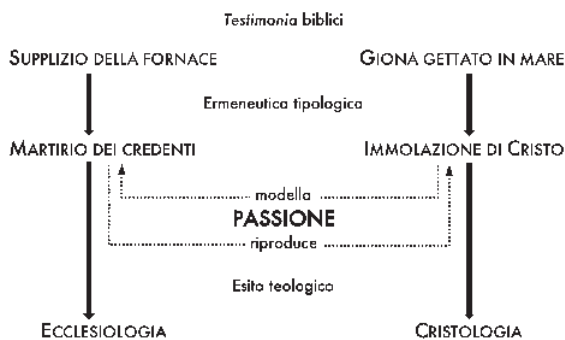 Testimonia biblici
SUPPLIZIO DELLA FORNACE GIONA GETTATO IN MARE
Ermeneutica tipologica
MARTIRIO DEI CREDENTI IMMOLAZIONE DI CRISTO
modella
PASSIONE
riproduce
Esito teologico
ECCLESIOLOGIA CRISTOLOGIA